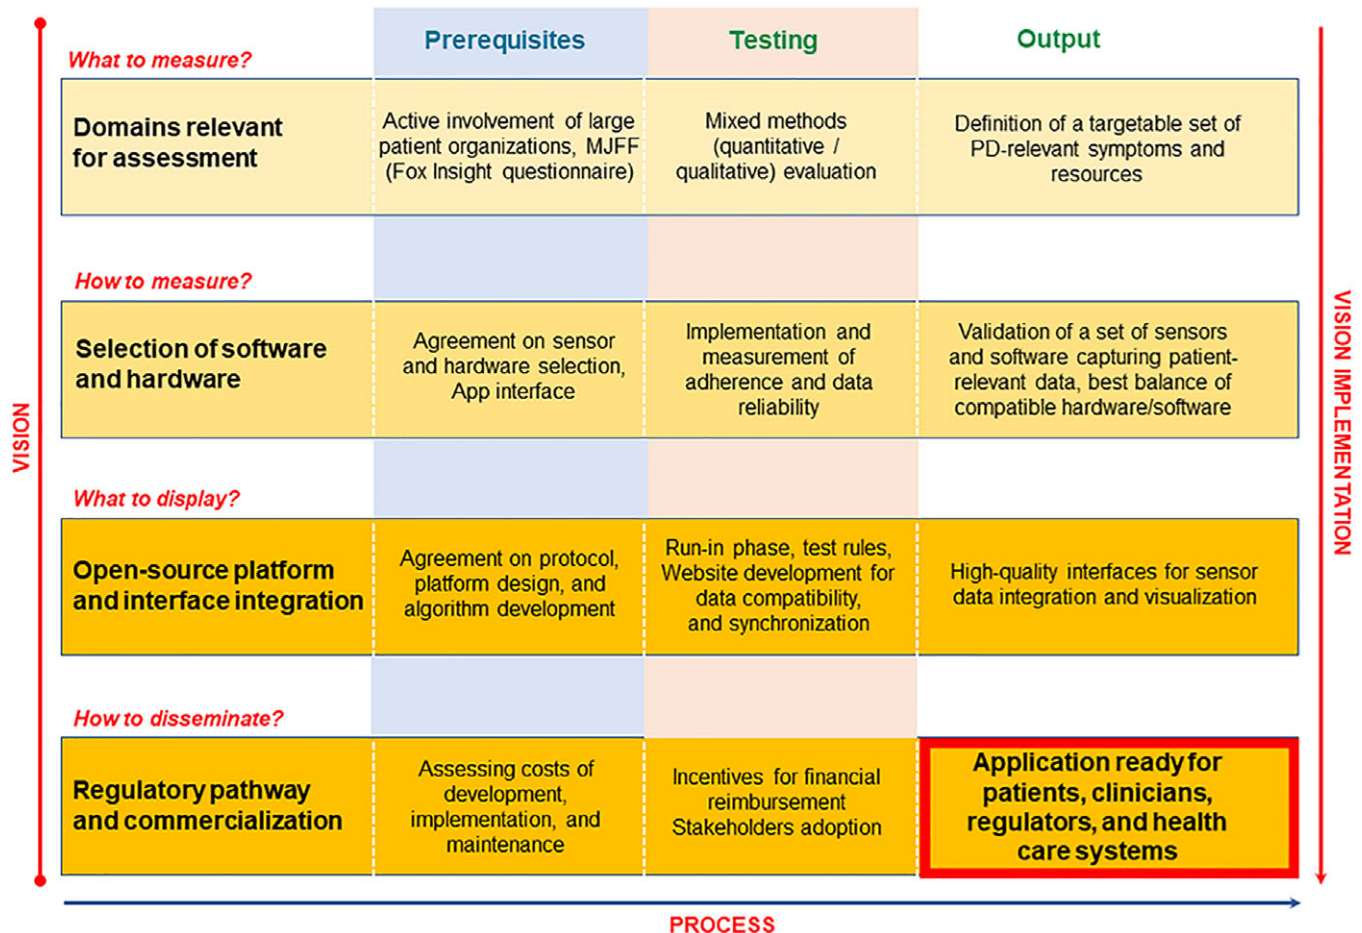 Prerequisites
Testing
Output
What to measure?
Domains relevant
for assessment
Active involvement of large
patient organizations, MJFF
(Fox Insight questionnaire)
Mixed methods
(quantitative /
qualitative) evaluation
Definition of a targetable set of
PD-relevant symptoms and
resources
How to measure?
Selection of software
and hardware
Agreement on sensor
and hardware selection,
App interface
Implementation and
measurement of
adherence and data
reliability
Validation of a set of sensors
and software capturing patient-
relevant data, best balance of
compatible hardware/software
What to display?
Open-source platform
and interface integration
Agreement on protocol,
platform design, and
algorithm development
Run-in phase, test rules,
Website development for
data compatibility,
and synchronization
High-quality interfaces for sensor
data integration and visualization
How to disseminate?
Regulatory pathway
and commercialization
Assessing costs of
development,
implementation, and
maintenance
Incentives for financial
reimbursement
Stakeholders adoption
Application ready for
patients, clinicians,
regulators, and health
care systems
VISION
VISION IMPLEMENTATION
PROCESS